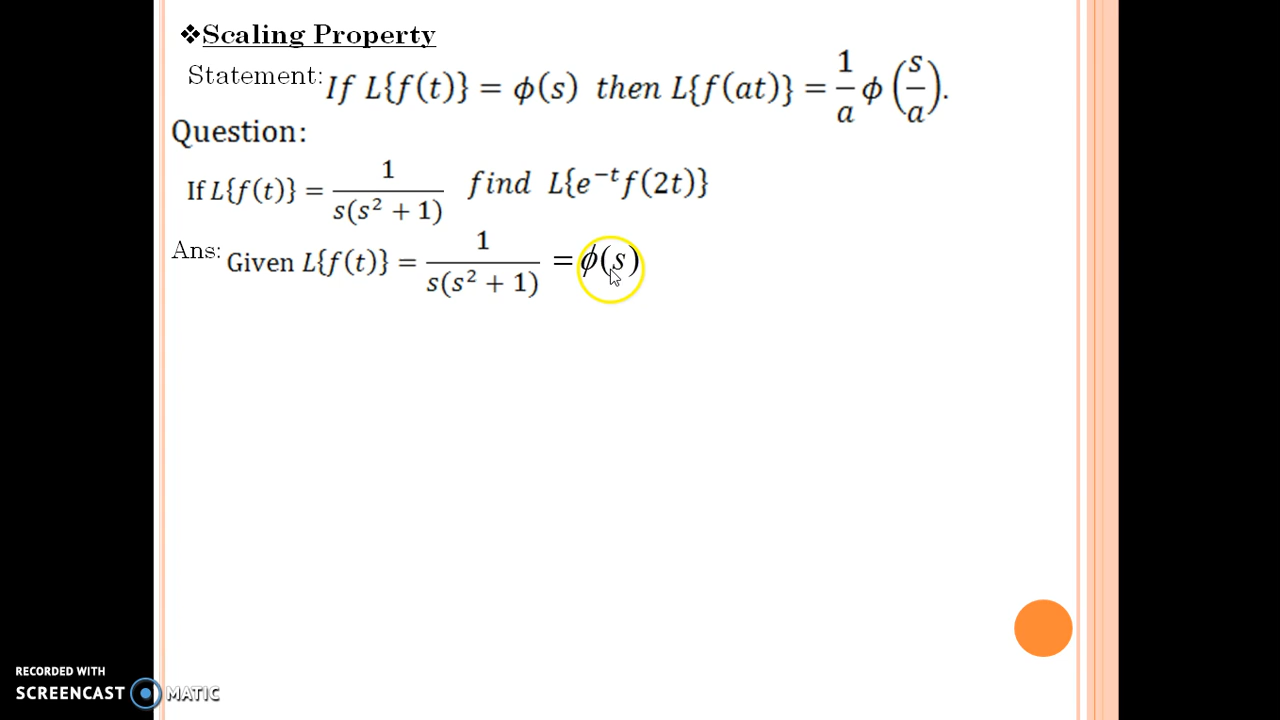 ❖Scaling Property
Statement: If L{f(t)} = ϕ(s) then L{f(at)} = 1/a ϕ (s/a).
Question:
If L{f(t)} = 1/(s(s² + 1)) find L{e⁻ᵗf(2t)}
Ans: Given L{f(t)} = 1/(s(s² + 1)) = ϕ(s)
RECORDED WITH
SCREENCAST MATIC